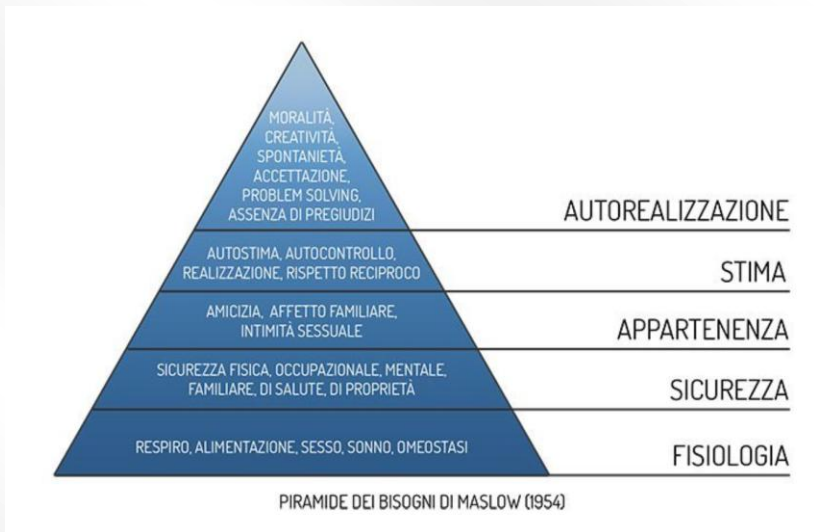 MORALITÀ,
CREATIVITÀ,
SPONTANIETÀ,
ACCETTAZIONE,
PROBLEM SOLVING,
ASSENZA DI PREGIUDIZI
AUTOREALIZZAZIONE
AUTOSTIMA, AUTOCONTROLLO,
REALIZZAZIONE, RISPETTO RECIPROCO
STIMA
AMICIZIA, AFFETTO FAMILIARE,
INTIMITÀ SESSUALE
APPARTENENZA
SICUREZZA FISICA, OCCUPAZIONALE, MENTALE,
FAMILIARE, DI SALUTE, DI PROPRIETÀ
SICUREZZA
RESPIRO, ALIMENTAZIONE, SESSO, SONNO, OMEOSTASI
FISIOLOGIA
PIRAMIDE DEI BISOGNI DI MASLOW (1954)